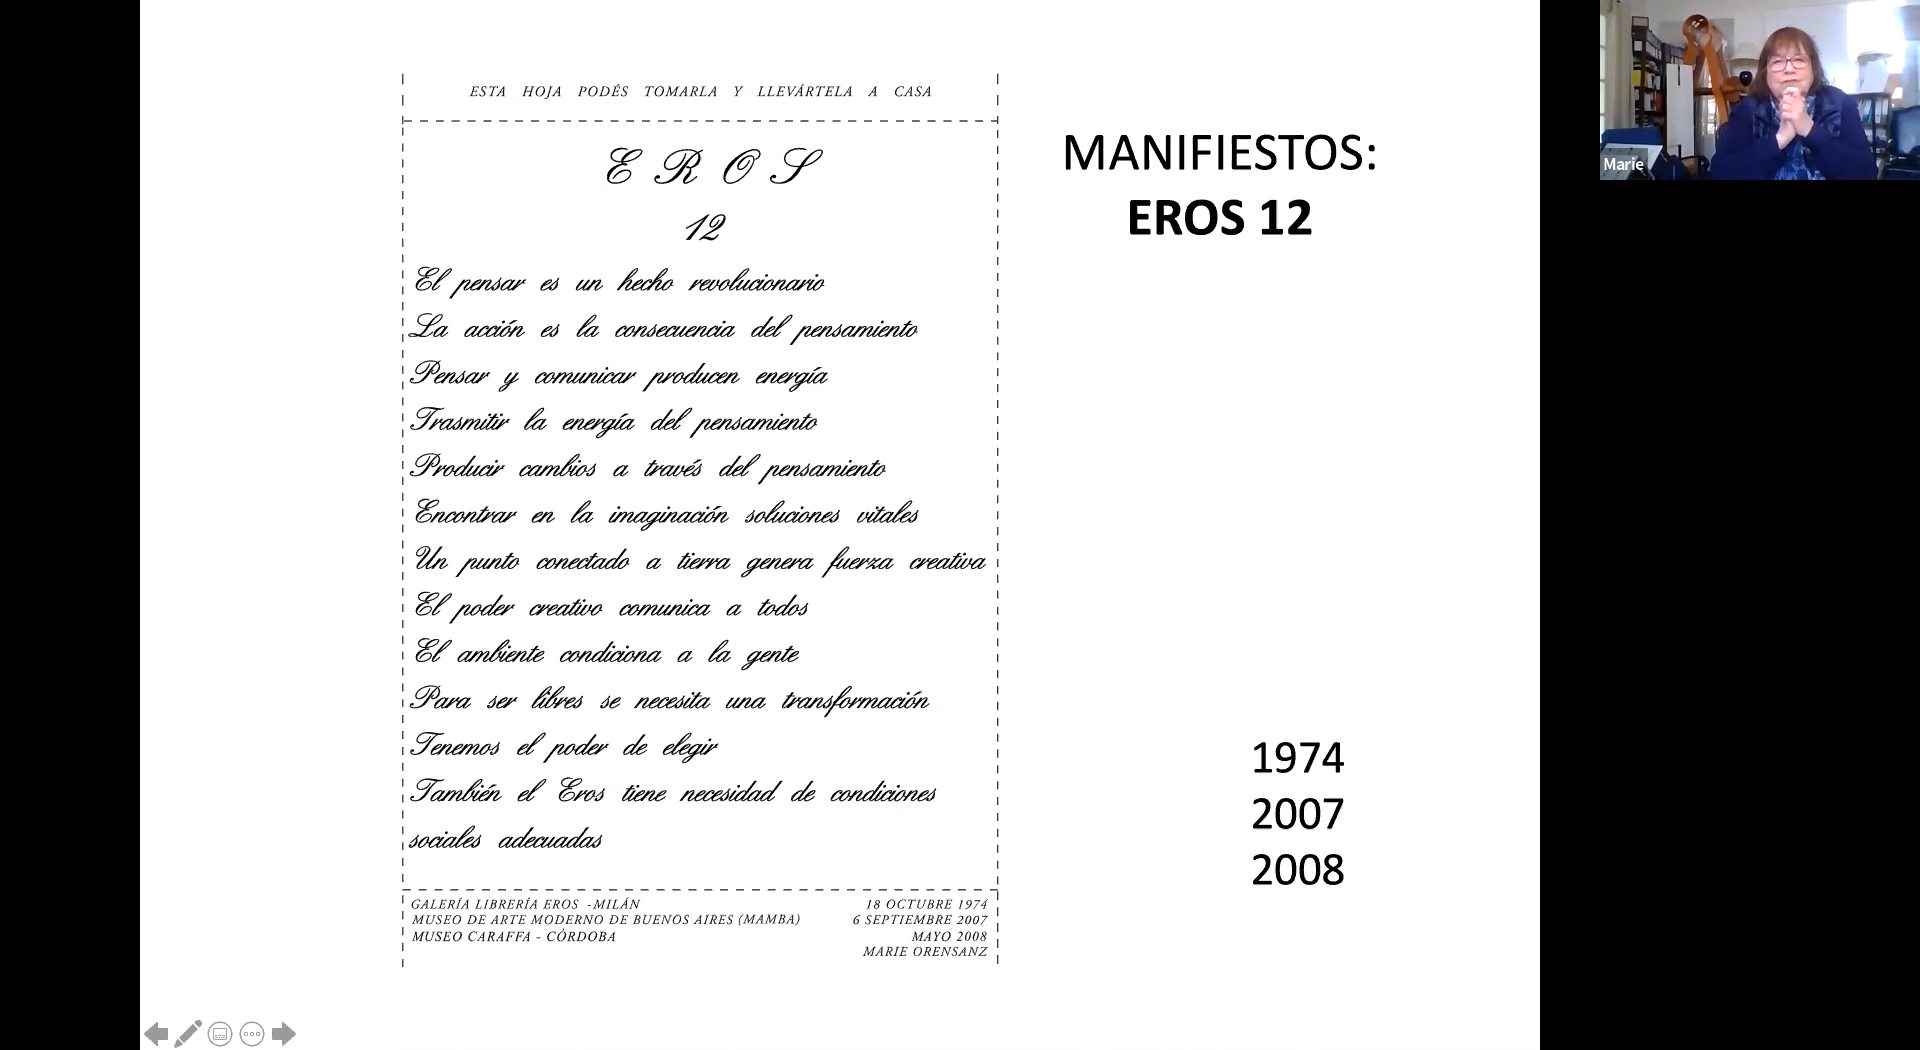 ESTA HOJA PODÉS TOMARLA Y LLEVÁRTELA A CASA
EROS
12
El pensar es un hecho revolucionario
La acción es la consecuencia del pensamiento
Pensar y comunicar producen energía
Trasmitir la energía del pensamiento
Producir cambios a través del pensamiento
Encontrar en la imaginación soluciones vitales
Un punto conectado a tierra genera fuerza creativa
El poder creativo comunica a todos
El ambiente condiciona a la gente
Para ser libres se necesita una transformación
Tenemos el poder de elegir
También el Eros tiene necesidad de condiciones
sociales adecuadas
GALERÍA LIBRERÍA EROS -MILÁN
MUSEO DE ARTE MODERNO DE BUENOS AIRES (MAMBA)
MUSEO CARAFFA - CÓRDOBA
18 OCTUBRE 1974
6 SEPTIEMBRE 2007
MAYO 2008
MARIE ORENSANZ
MANIFIESTOS:
EROS 12
1974
2007
2008
Marie